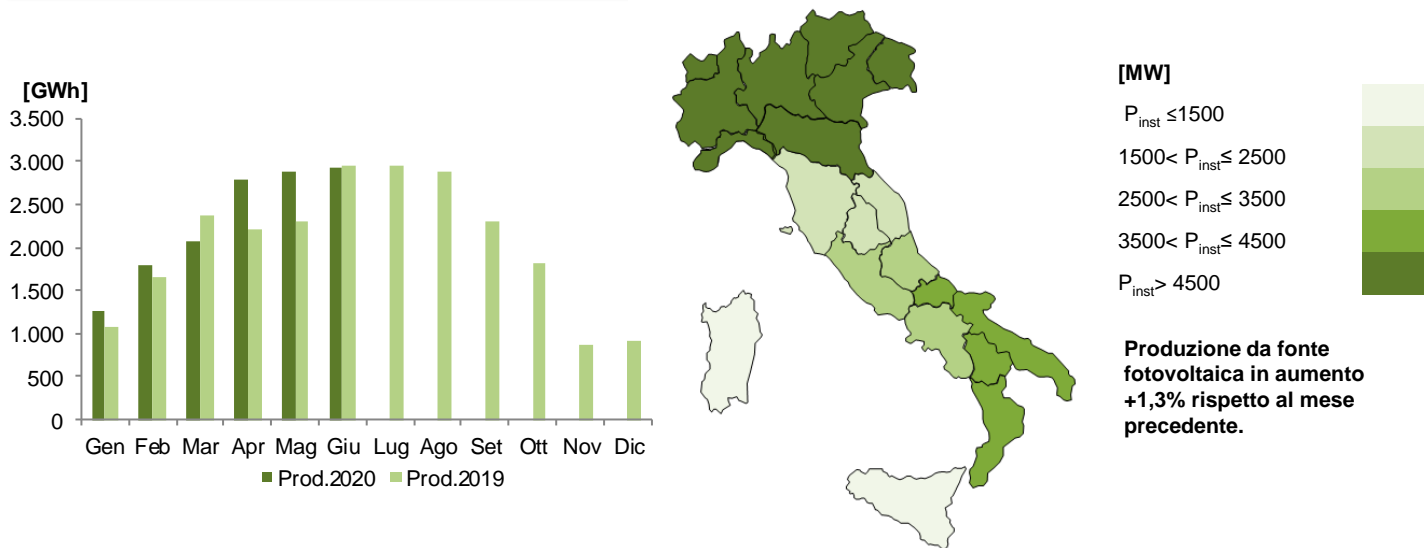 [GWh]
3.500
3.000
2.500
2.000
1.500
1.000
500
0
Gen Feb Mar Apr Mag Giu Lug Ago Set Ott Nov Dic
Prod.2020 Prod.2019
[MW]
Pinst ≤1500
1500< Pinst≤ 2500
2500< Pinst≤ 3500
3500< Pinst≤ 4500
Pinst> 4500
Produzione da fonte
fotovoltaica in aumento
+1,3% rispetto al mese
precedente.